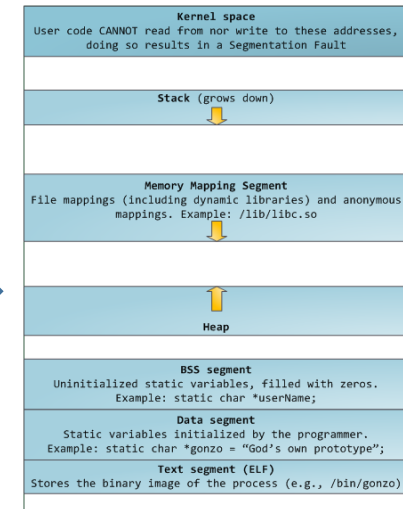 Kernel space
User code CANNOT read from nor write to these addresses,
doing so results in a Segmentation Fault
Stack (grows down)
Memory Mapping Segment
File mappings (including dynamic libraries) and anonymous
mappings. Example: /lib/libc.so
Heap
BSS segment
Uninitialized static variables, filled with zeros.
Example: static char *userName;
Data segment
Static variables initialized by the programmer.
Example: static char *gonzo = “God’s own prototype”;
Text segment (ELF)
Stores the binary image of the process (e.g., /bin/gonzo)